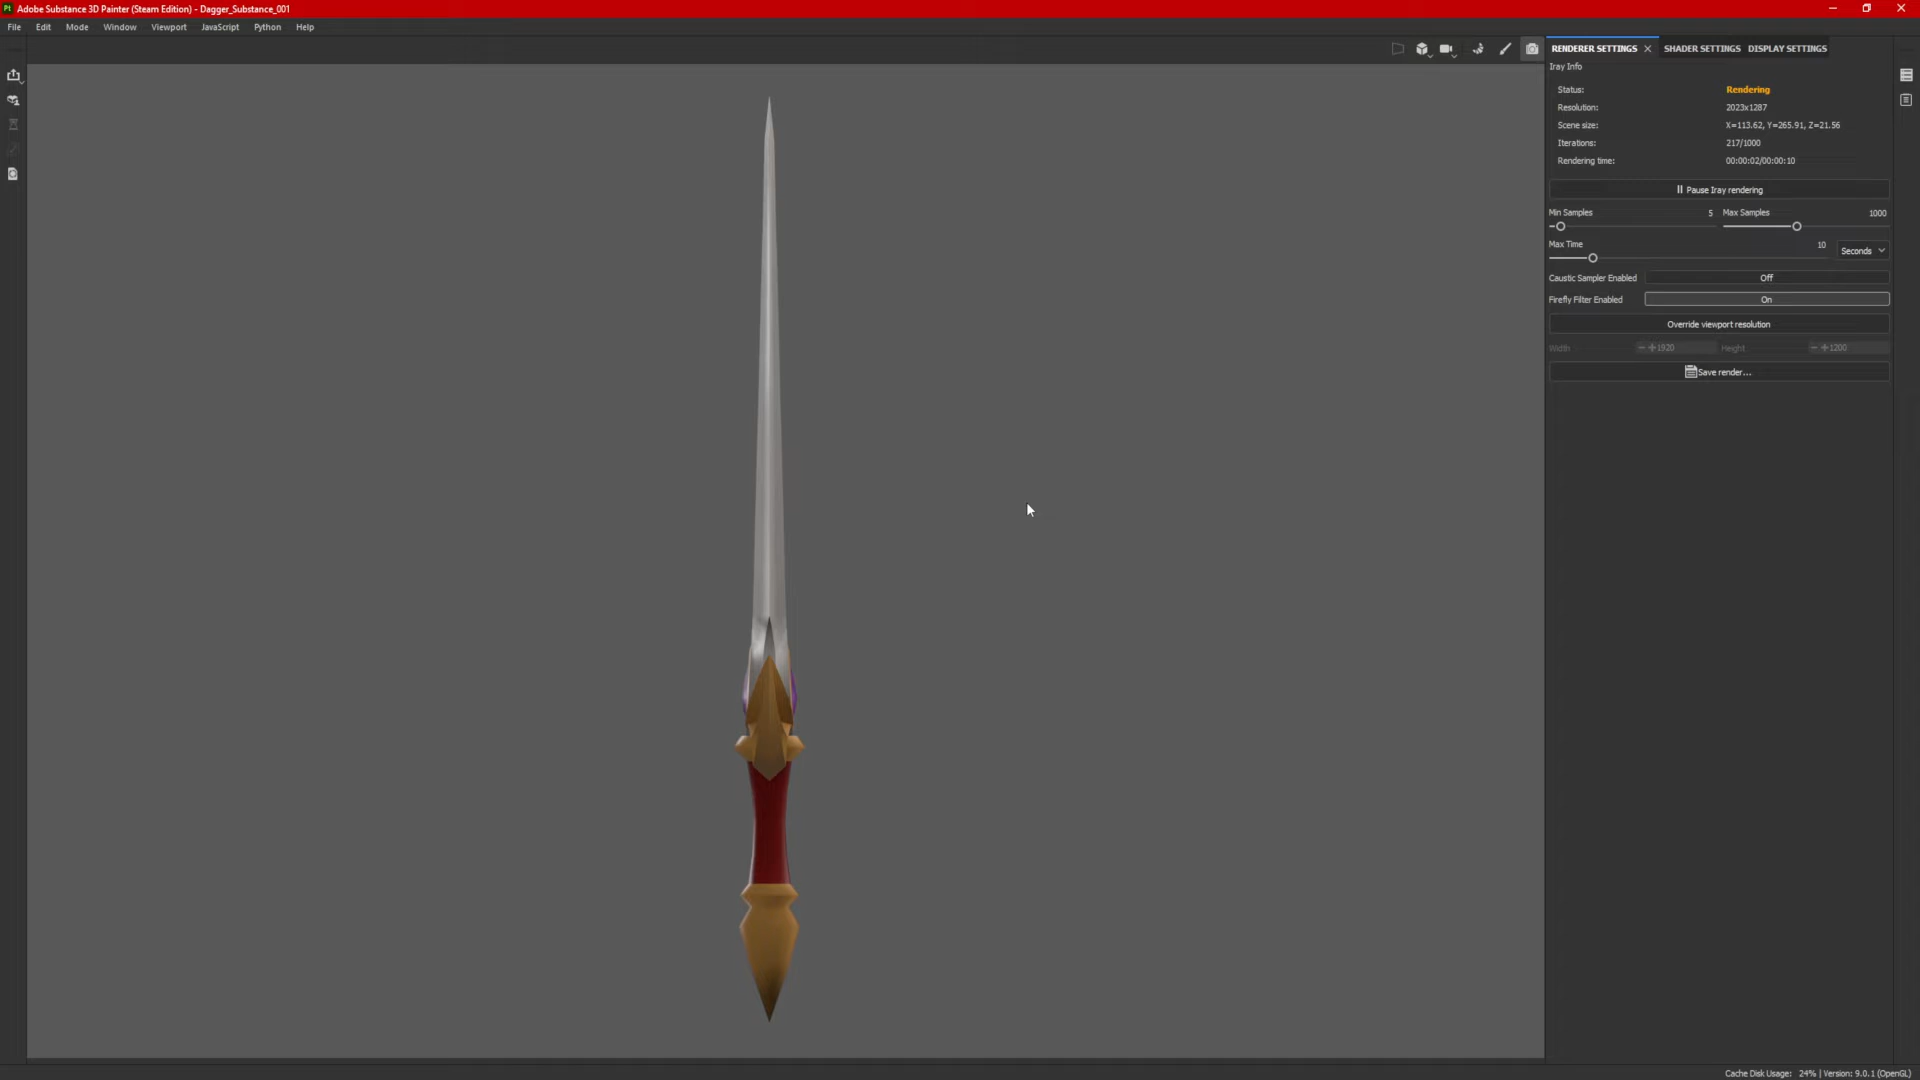 Pt Adobe Substance 3D Painter (Steam Edition) - Dagger_Substance_001
File Edit Mode Window Viewport JavaScript Python Help
RENDERER SETTINGS SHADER SETTINGS DISPLAY SETTINGS
Iray Info
Status: Rendering
Resolution: 2023x1287
Scene size: X=113.62, Y=265.91, Z=21.56
Iterations: 217/1000
Rendering time: 00:00:02/00:00:10
Pause Iray rendering
Min Samples 5 Max Samples 1000
Max Time 10 Seconds
Caustic Sampler Enabled Off
Firefly Filter Enabled On
Override viewport resolution
Width 1920 Height 1200
Save render...
Cache Disk Usage: 24% | Version: 9.0.1 (OpenGL)